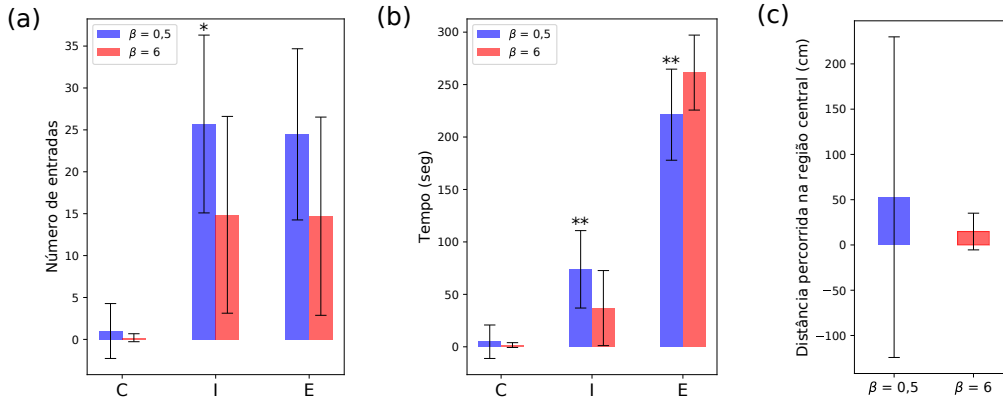 (a)
Número de entradas
35
30
25
20
15
10
5
0
β = 0,5
β = 6
*
C I E
(b)
Tempo (seg)
300
250
200
150
100
50
0
β = 0,5
β = 6
**
**
C I E
(c)
Distância percorrida na região central (cm)
200
150
100
50
0
−50
−100
β = 0,5 β = 6